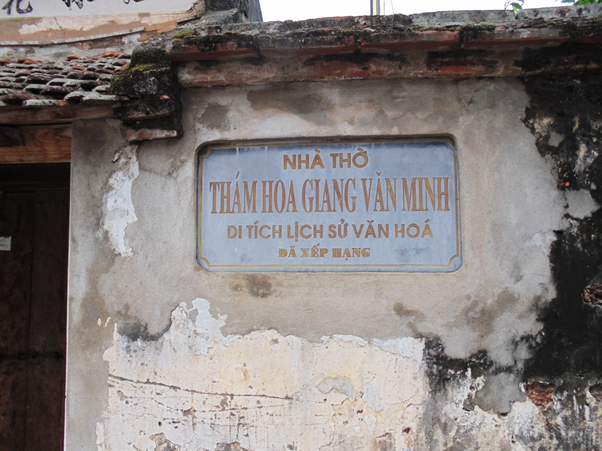 NHÀ THỜ
THÁM HOA GIANG VĂN MINH
DI TÍCH LỊCH SỬ VĂN HOÁ
ĐÃ XẾP HẠNG